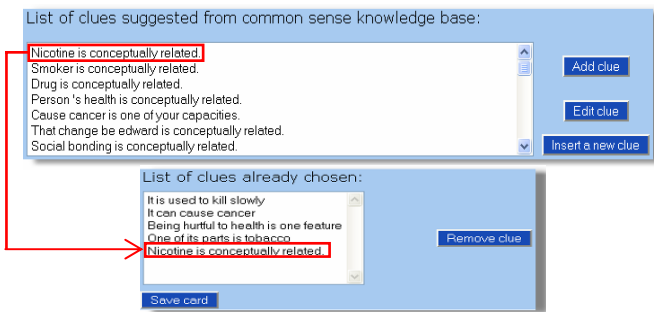 List of clues suggested from common sense knowledge base:
Nicotine is conceptually related.
Smoker is conceptually related.
Drug is conceptually related.
Person 's health is conceptually related.
Cause cancer is one of your capacities.
That change be edward is conceptually related.
Social bonding is conceptually related.
Add clue
Edit clue
Insert a new clue
List of clues already chosen:
It is used to kill slowly
It can cause cancer
Being hurtful to health is one feature
One of its parts is tobacco
Nicotine is conceptually related.
Remove clue
Save card